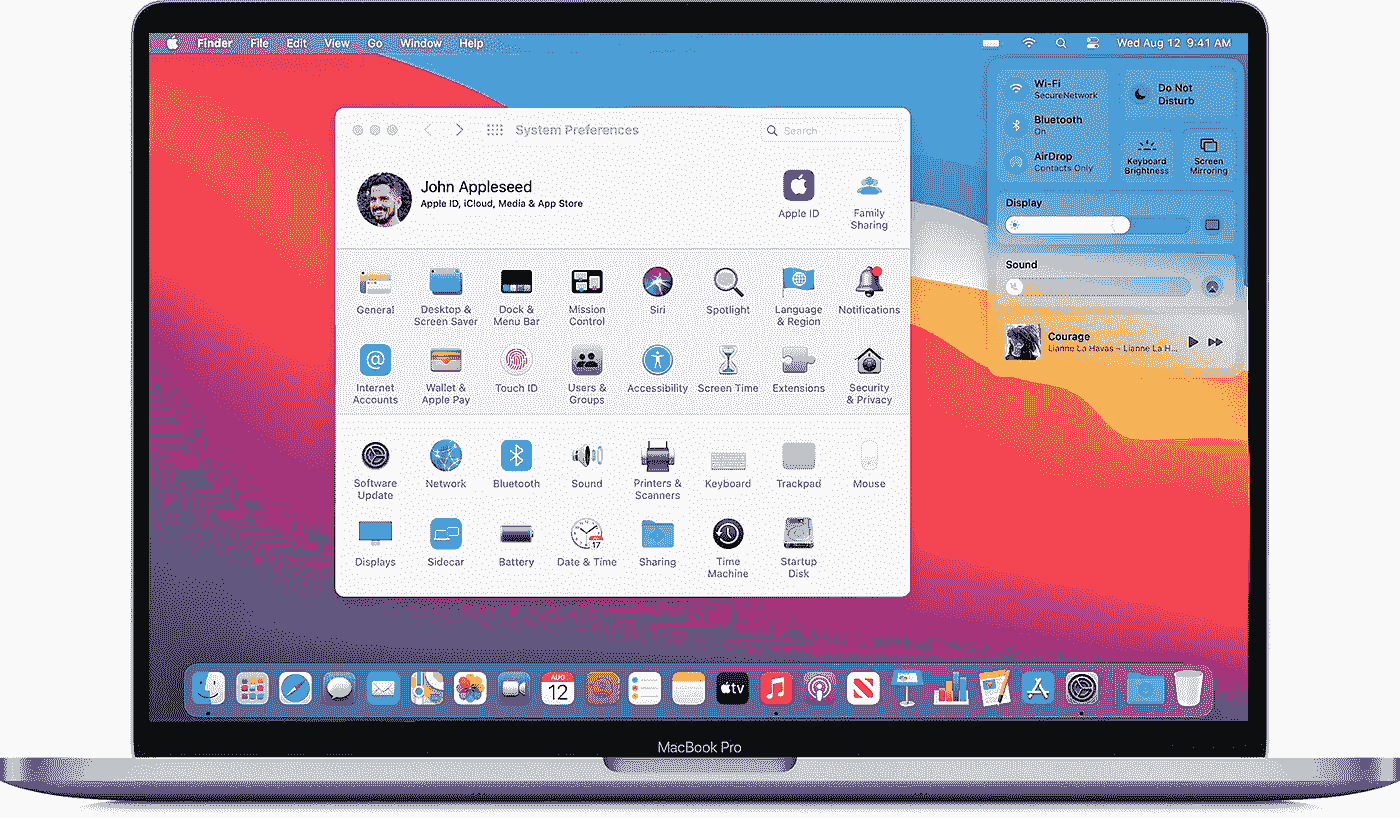 Finder File Edit View Go Window Help
Wed Aug 12 9:41 AM
System Preferences
Search
John Appleseed
Apple ID, iCloud, Media & App Store
Apple ID
Family
Sharing
General
Desktop &
Screen Saver
Dock &
Menu Bar
Mission
Control
Siri
Spotlight
Language
& Region
Notifications
Internet
Accounts
Wallet &
Apple Pay
Touch ID
Users &
Groups
Accessibility
Screen Time
Extensions
Security
& Privacy
Software
Update
Network
Bluetooth
Sound
Printers &
Scanners
Keyboard
Trackpad
Mouse
Displays
Sidecar
Battery
17
Date & Time
Sharing
Time
Machine
Startup
Disk
Wi-Fi
SecureNetwork
Bluetooth
On
AirDrop
Contacts Only
Do Not
Disturb
Keyboard
Brightness
Screen
Mirroring
Display
Sound
Courage
Lianne La Havas – Lianne La H...
AUG
12
tv
MacBook Pro